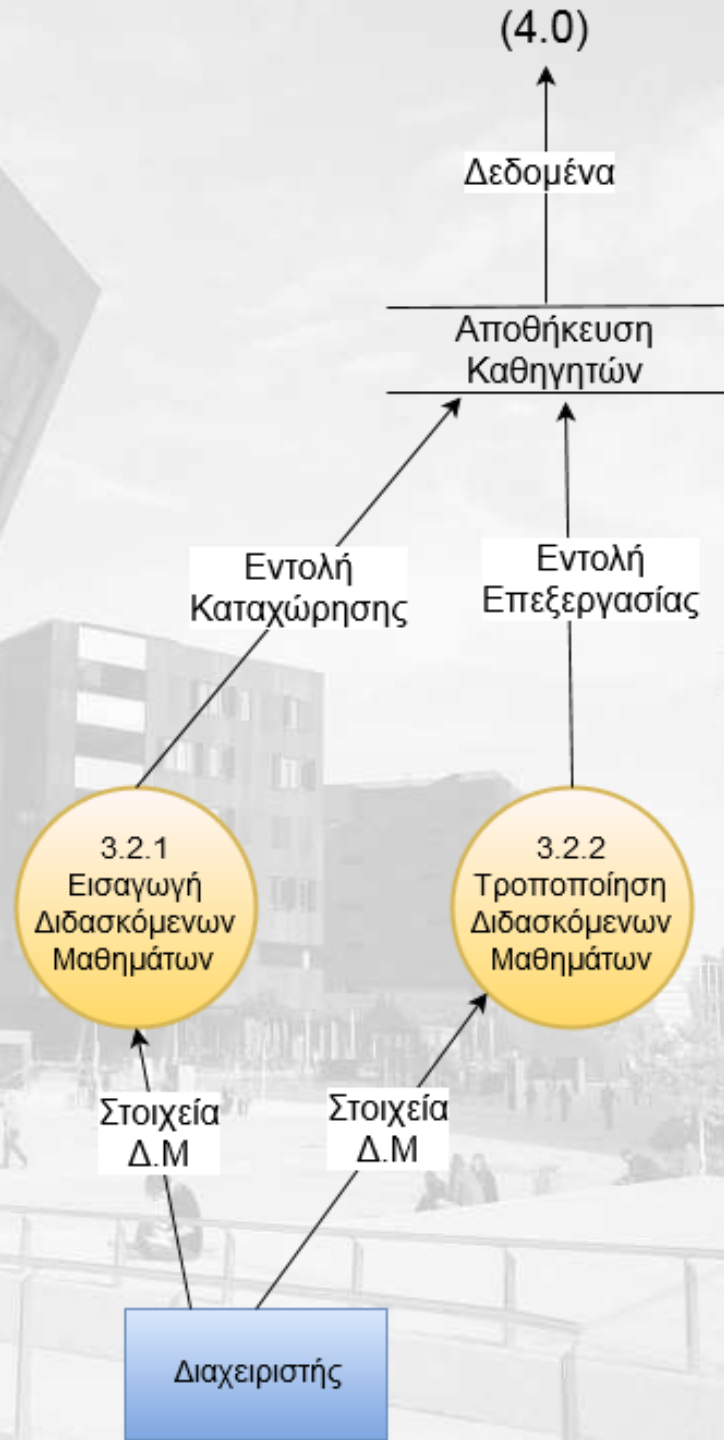 (4.0)
Δεδομένα
Αποθήκευση
Καθηγητών
Εντολή
Καταχώρησης
Εντολή
Επεξεργασίας
3.2.1
Εισαγωγή
Διδασκόμενων
Μαθημάτων
3.2.2
Τροποποίηση
Διδασκόμενων
Μαθημάτων
Στοιχεία
Δ.Μ
Στοιχεία
Δ.Μ
Διαχειριστής